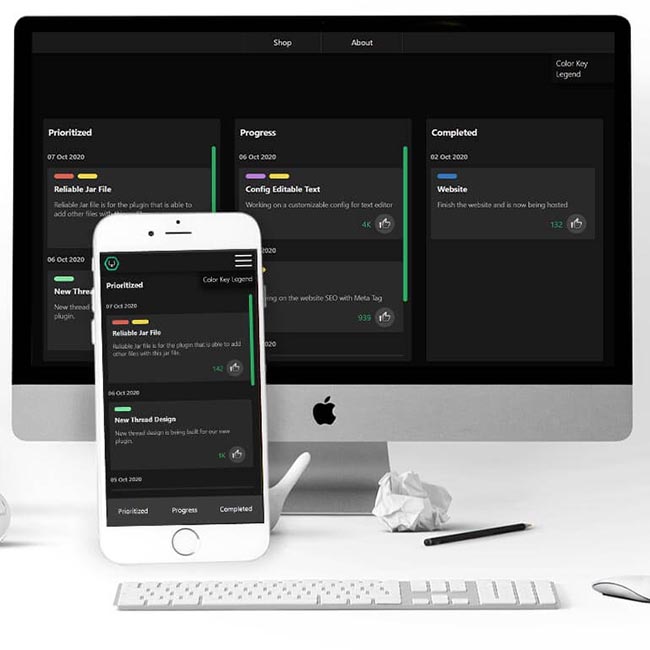 Shop
About
Color Key
Legend
Prioritized
07 Oct 2020
Reliable Jar File
Reliable Jar file is for the plugin that is able to
add other files with this
06 Oct 2020
New Thread
New thread
plugin.
Progress
06 Oct 2020
Config Editable Text
Working on a customizable config for text editor
4K
2020
ing on the website SEO with Meta Tag
939
2020
Completed
02 Oct 2020
Website
Finish the website and is now being hosted
132
Color Key Legend
Prioritized
07 Oct 2020
Reliable Jar File
Reliable Jar file is for the plugin that is able to add
other files with this jar file.
142
06 Oct 2020
New Thread Design
New thread design is being built for our new
plugin.
05 Oct 2020
Prioritized
Progress
Completed